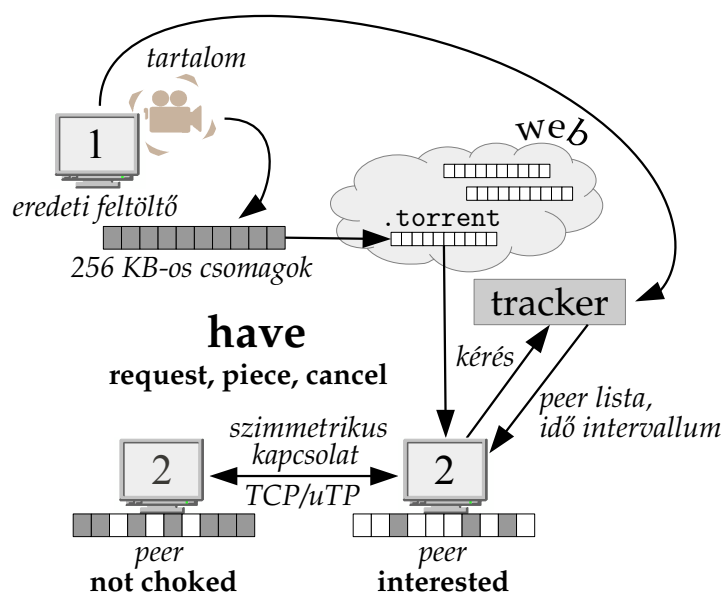 tartalom
1
eredeti feltöltő
256 KB-os csomagok
web
.torrent
tracker
have
request, piece, cancel
kérés
peer lista,
idő intervallum
szimmetrikus
kapcsolat
TCP/uTP
2
2
peer
not choked
peer
interested